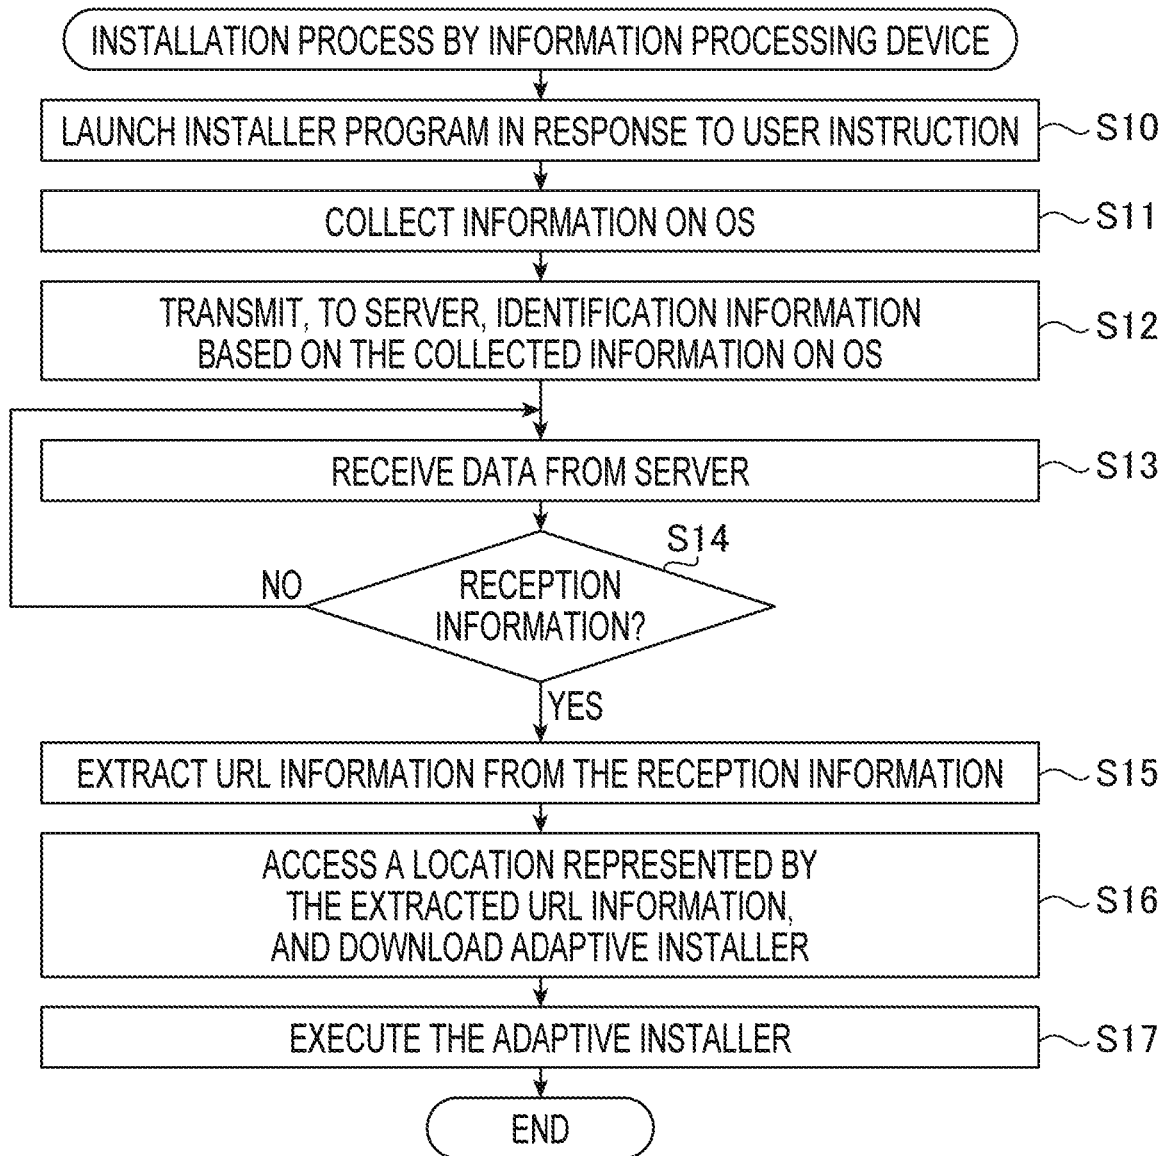 INSTALLATION PROCESS BY INFORMATION PROCESSING DEVICE
LAUNCH INSTALLER PROGRAM IN RESPONSE TO USER INSTRUCTION
S10
COLLECT INFORMATION ON OS
S11
TRANSMIT, TO SERVER, IDENTIFICATION INFORMATION
BASED ON THE COLLECTED INFORMATION ON OS
S12
RECEIVE DATA FROM SERVER
S13
S14
NO
RECEPTION
INFORMATION?
YES
EXTRACT URL INFORMATION FROM THE RECEPTION INFORMATION
S15
ACCESS A LOCATION REPRESENTED BY
THE EXTRACTED URL INFORMATION,
AND DOWNLOAD ADAPTIVE INSTALLER
S16
EXECUTE THE ADAPTIVE INSTALLER
S17
END